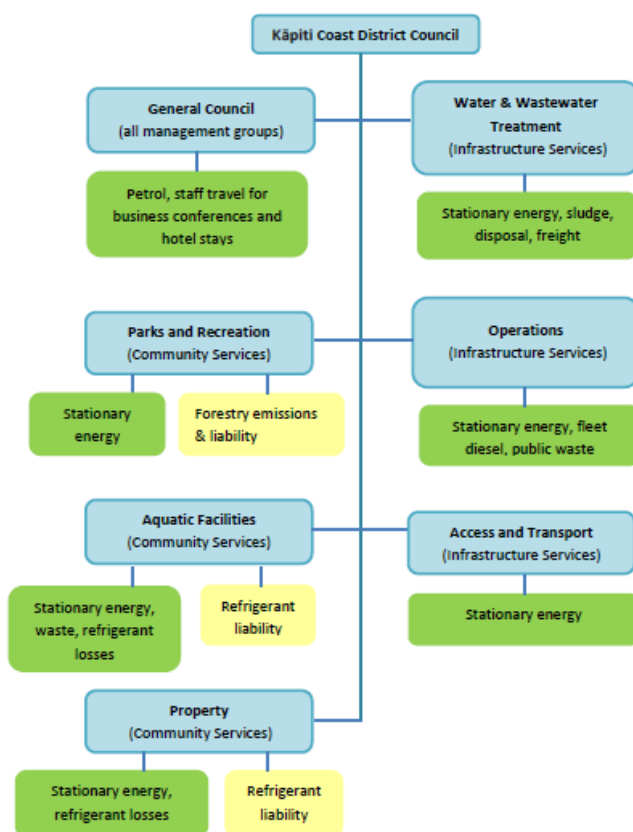 Kāpiti Coast District Council
General Council
(all management groups)
Petrol, staff travel for
business conferences and
hotel stays
Water & Wastewater
Treatment
(Infrastructure Services)
Stationary energy, sludge,
disposal, freight
Parks and Recreation
(Community Services)
Stationary
energy
Forestry emissions
& liability
Operations
(Infrastructure Services)
Stationary energy, fleet
diesel, public waste
Aquatic Facilities
(Community Services)
Stationary energy,
waste, refrigerant
losses
Refrigerant
liability
Access and Transport
(Infrastructure Services)
Stationary energy
Property
(Community Services)
Stationary energy,
refrigerant losses
Refrigerant
liability